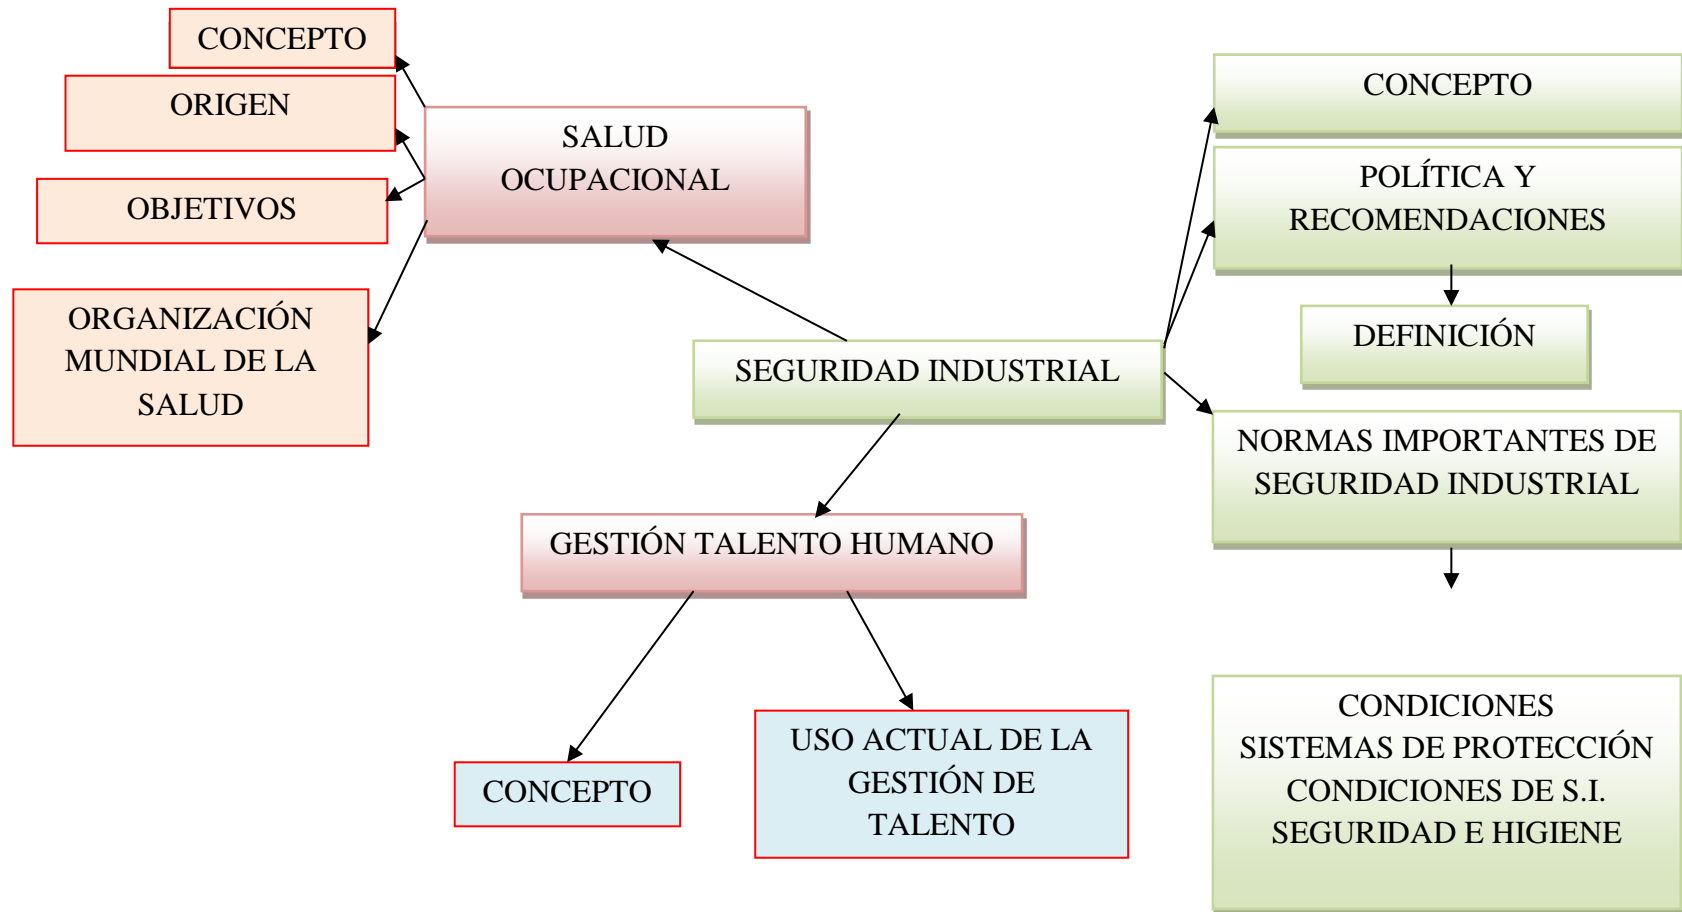 CONCEPTO
ORIGEN
OBJETIVOS
ORGANIZACIÓN
MUNDIAL DE LA
SALUD
SALUD
OCUPACIONAL
SEGURIDAD INDUSTRIAL
CONCEPTO
POLÍTICA Y
RECOMENDACIONES
DEFINICIÓN
NORMAS IMPORTANTES DE
SEGURIDAD INDUSTRIAL
CONDICIONES
SISTEMAS DE PROTECCIÓN
CONDICIONES DE S.I.
SEGURIDAD E HIGIENE
GESTIÓN TALENTO HUMANO
CONCEPTO
USO ACTUAL DE LA
GESTIÓN DE
TALENTO